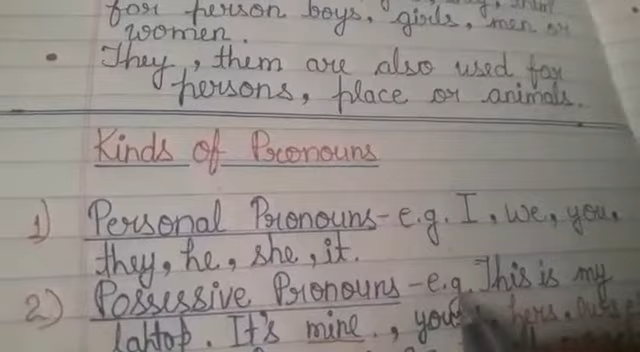 for person boys, girls, men or
women.
• They, them are also used for
persons, place or animals.
Kinds of Pronouns
1) Personal Pronouns - e.g. I, we, you,
they, he, she, it.
2) Possessive Pronouns - e.g. This is my
laptop. It's mine., hers,